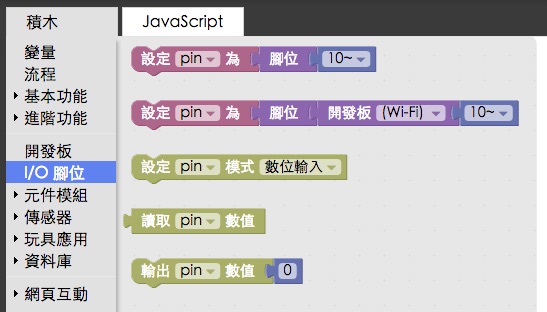 積木
JavaScript
變量
流程
基本功能
進階功能
開發板
I/O 腳位
元件模組
傳感器
玩具應用
資料庫
網頁互動
設定 pin 為 腳位 10~
設定 pin 為 腳位 開發板 (Wi-Fi) 10~
設定 pin 模式 數位輸入
讀取 pin 數值
輸出 pin 數值 0